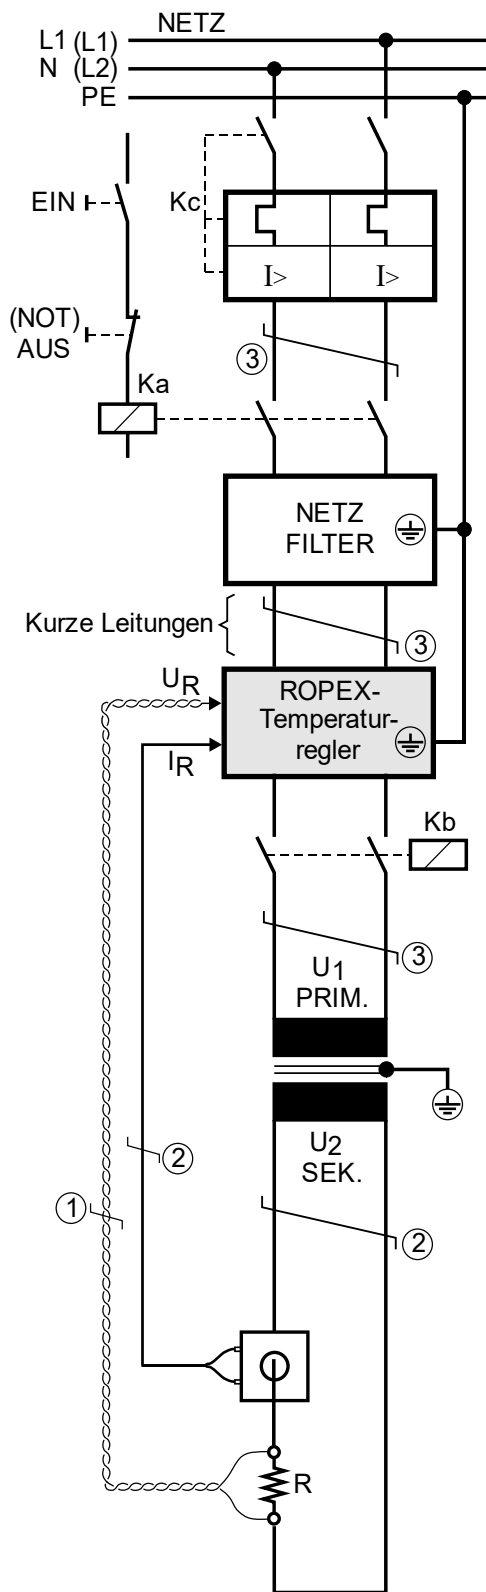 NETZ
L1 (L1)
N (L2)
PE
EIN
Kc
I> I>
(NOT)
AUS
3
Ka
NETZ
FILTER
Kurze Leitungen
3
UR
ROPEX-
Temperatur-
regler
IR
Kb
3
U1
PRIM.
U2
SEK.
2
1
2
R